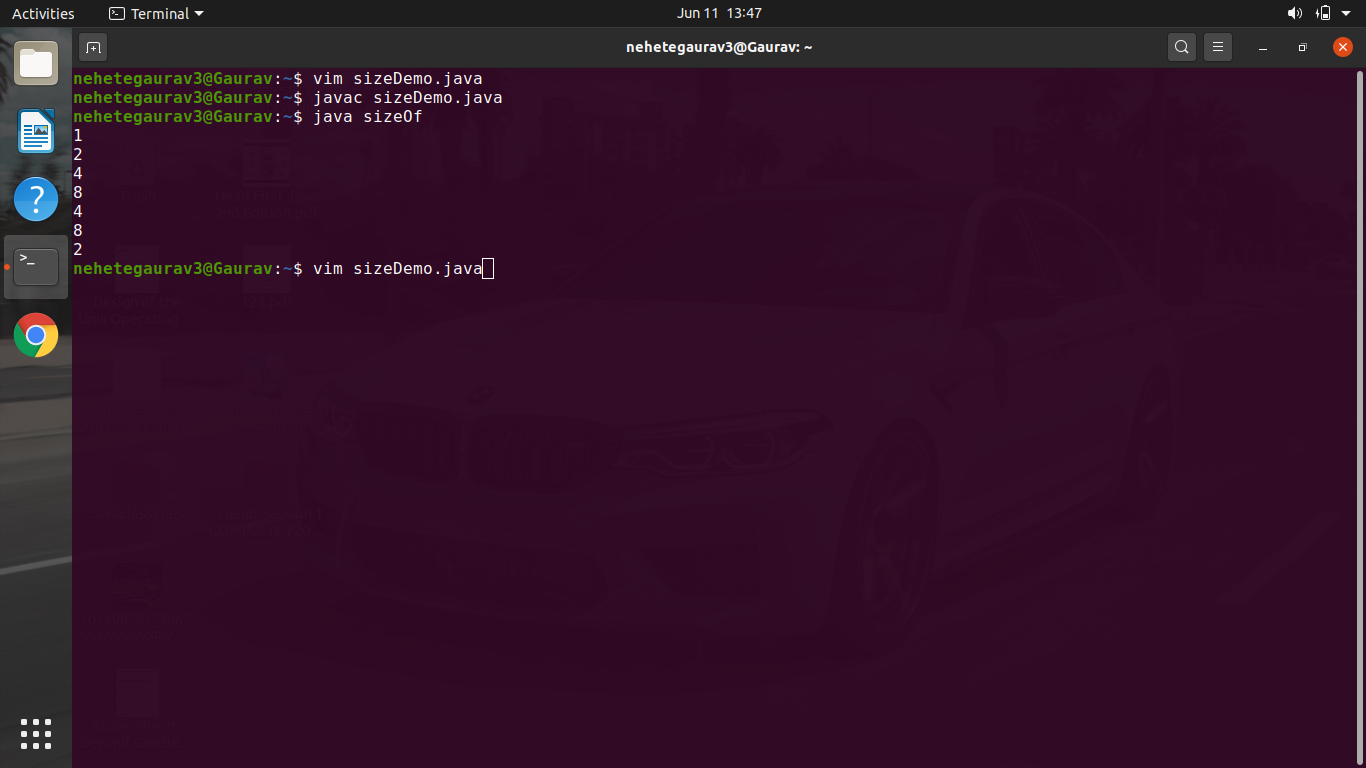 Activities
Terminal
Jun 11 13:47
nehetegaurav3@Gaurav: ~
nehetegaurav3@Gaurav:~$ vim sizeDemo.java
nehetegaurav3@Gaurav:~$ javac sizeDemo.java
nehetegaurav3@Gaurav:~$ java sizeOf
1
2
4
8
4
8
2
nehetegaurav3@Gaurav:~$ vim sizeDemo.java